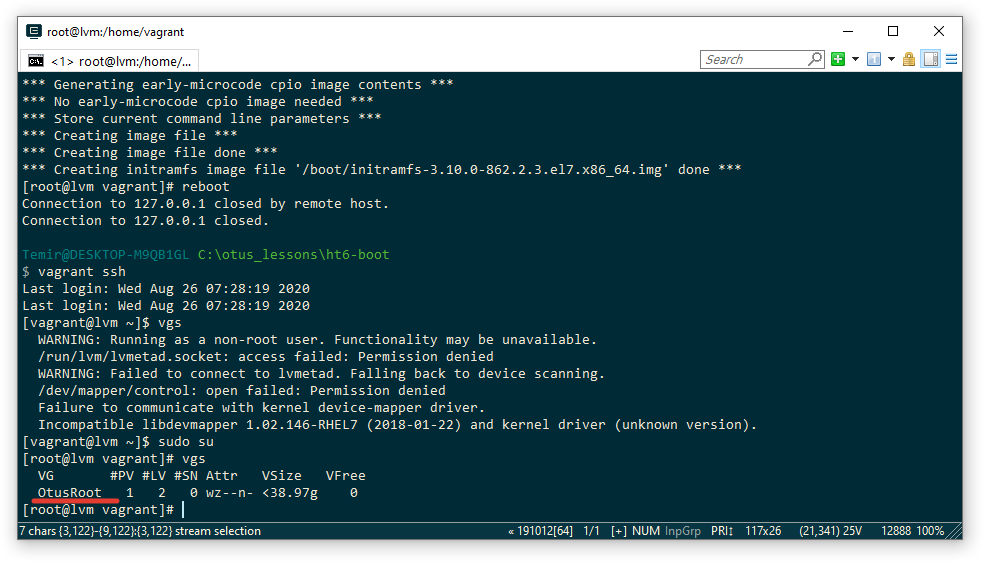 root@lvm:/home/vagrant
<1> root@lvm:/home/...
Search
*** Generating early-microcode cpio image contents ***
*** No early-microcode cpio image needed ***
*** Store current command line parameters ***
*** Creating image file ***
*** Creating image file done ***
*** Creating initramfs image file '/boot/initramfs-3.10.0-862.2.3.el7.x86_64.img' done ***
[root@lvm vagrant]# reboot
Connection to 127.0.0.1 closed by remote host.
Connection to 127.0.0.1 closed.
Temir@DESKTOP-M9QB1GL C:\otus_lessons\ht6-boot
$ vagrant ssh
Last login: Wed Aug 26 07:28:19 2020
Last login: Wed Aug 26 07:28:19 2020
[vagrant@lvm ~]$ vgs
  WARNING: Running as a non-root user. Functionality may be unavailable.
  /run/lvm/lvmetad.socket: access failed: Permission denied
  WARNING: Failed to connect to lvmetad. Falling back to device scanning.
  /dev/mapper/control: open failed: Permission denied
  Failure to communicate with kernel device-mapper driver.
  Incompatible libdevmapper 1.02.146-RHEL7 (2018-01-22) and kernel driver (unknown version).
[vagrant@lvm ~]$ sudo su
[root@lvm vagrant]# vgs
  VG       #PV #LV #SN Attr   VSize   VFree
  OtusRoot   1   2   0 wz--n- <38.97g    0
[root@lvm vagrant]#
7 chars {3,122}-{9,122}:{3,122} stream selection « 191012[64] 1/1 [+] NUM InpGrp PRI↕ 117x26 (21,341) 25V 12888 100%